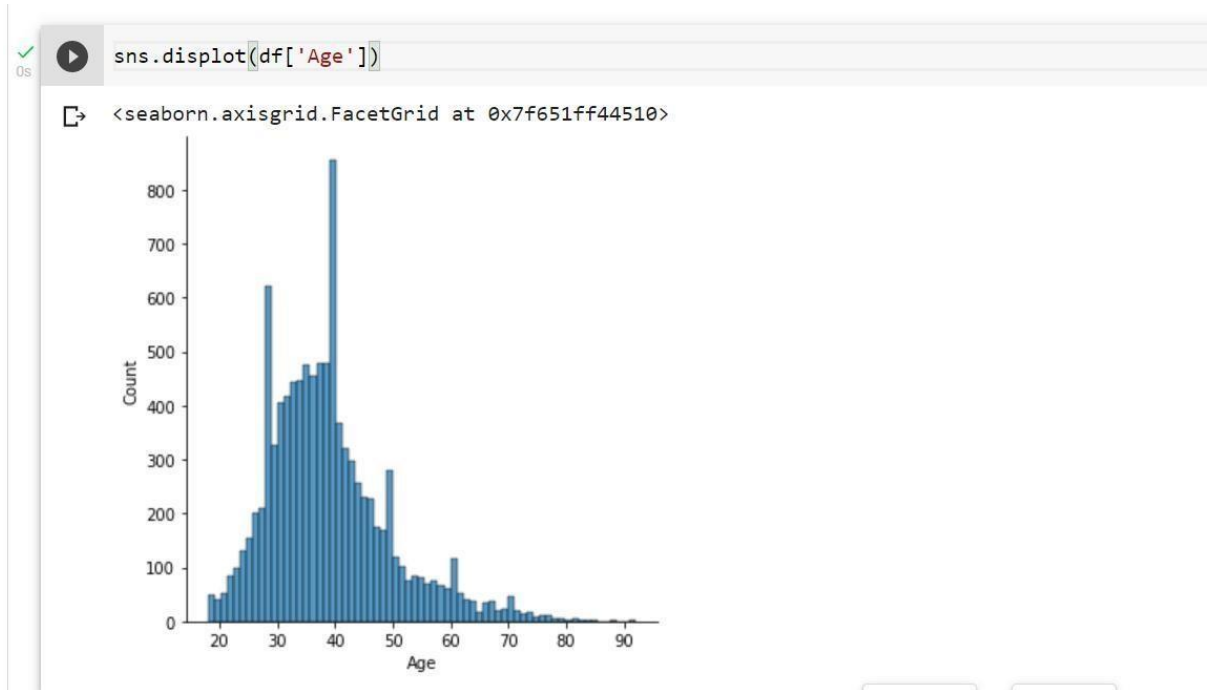 sns.displot(df['Age'])
0s
<seaborn.axisgrid.FacetGrid at 0x7f651ff44510>
800
700
600
500
400
300
200
100
0
Count
20 30 40 50 60 70 80 90
Age